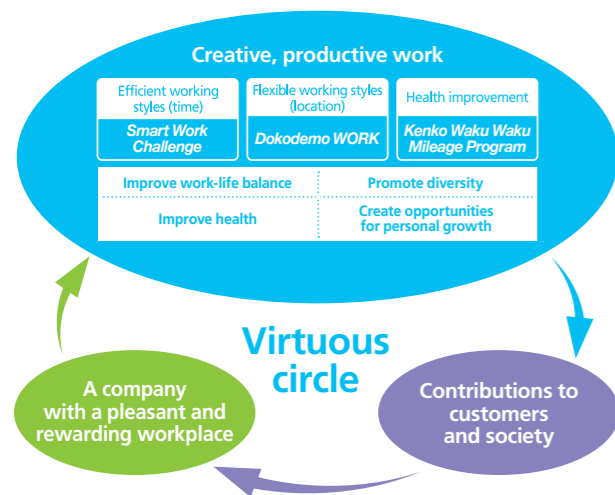 Creative, productive work
Efficient working
styles (time)
Smart Work
Challenge
Flexible working styles
(location)
Dokodemo WORK
Health improvement
Kenko Waku Waku
Mileage Program
Improve work-life balance
Promote diversity
Improve health
Create opportunities
for personal growth
Virtuous
circle
A company
with a pleasant and
rewarding workplace
Contributions to
customers
and society